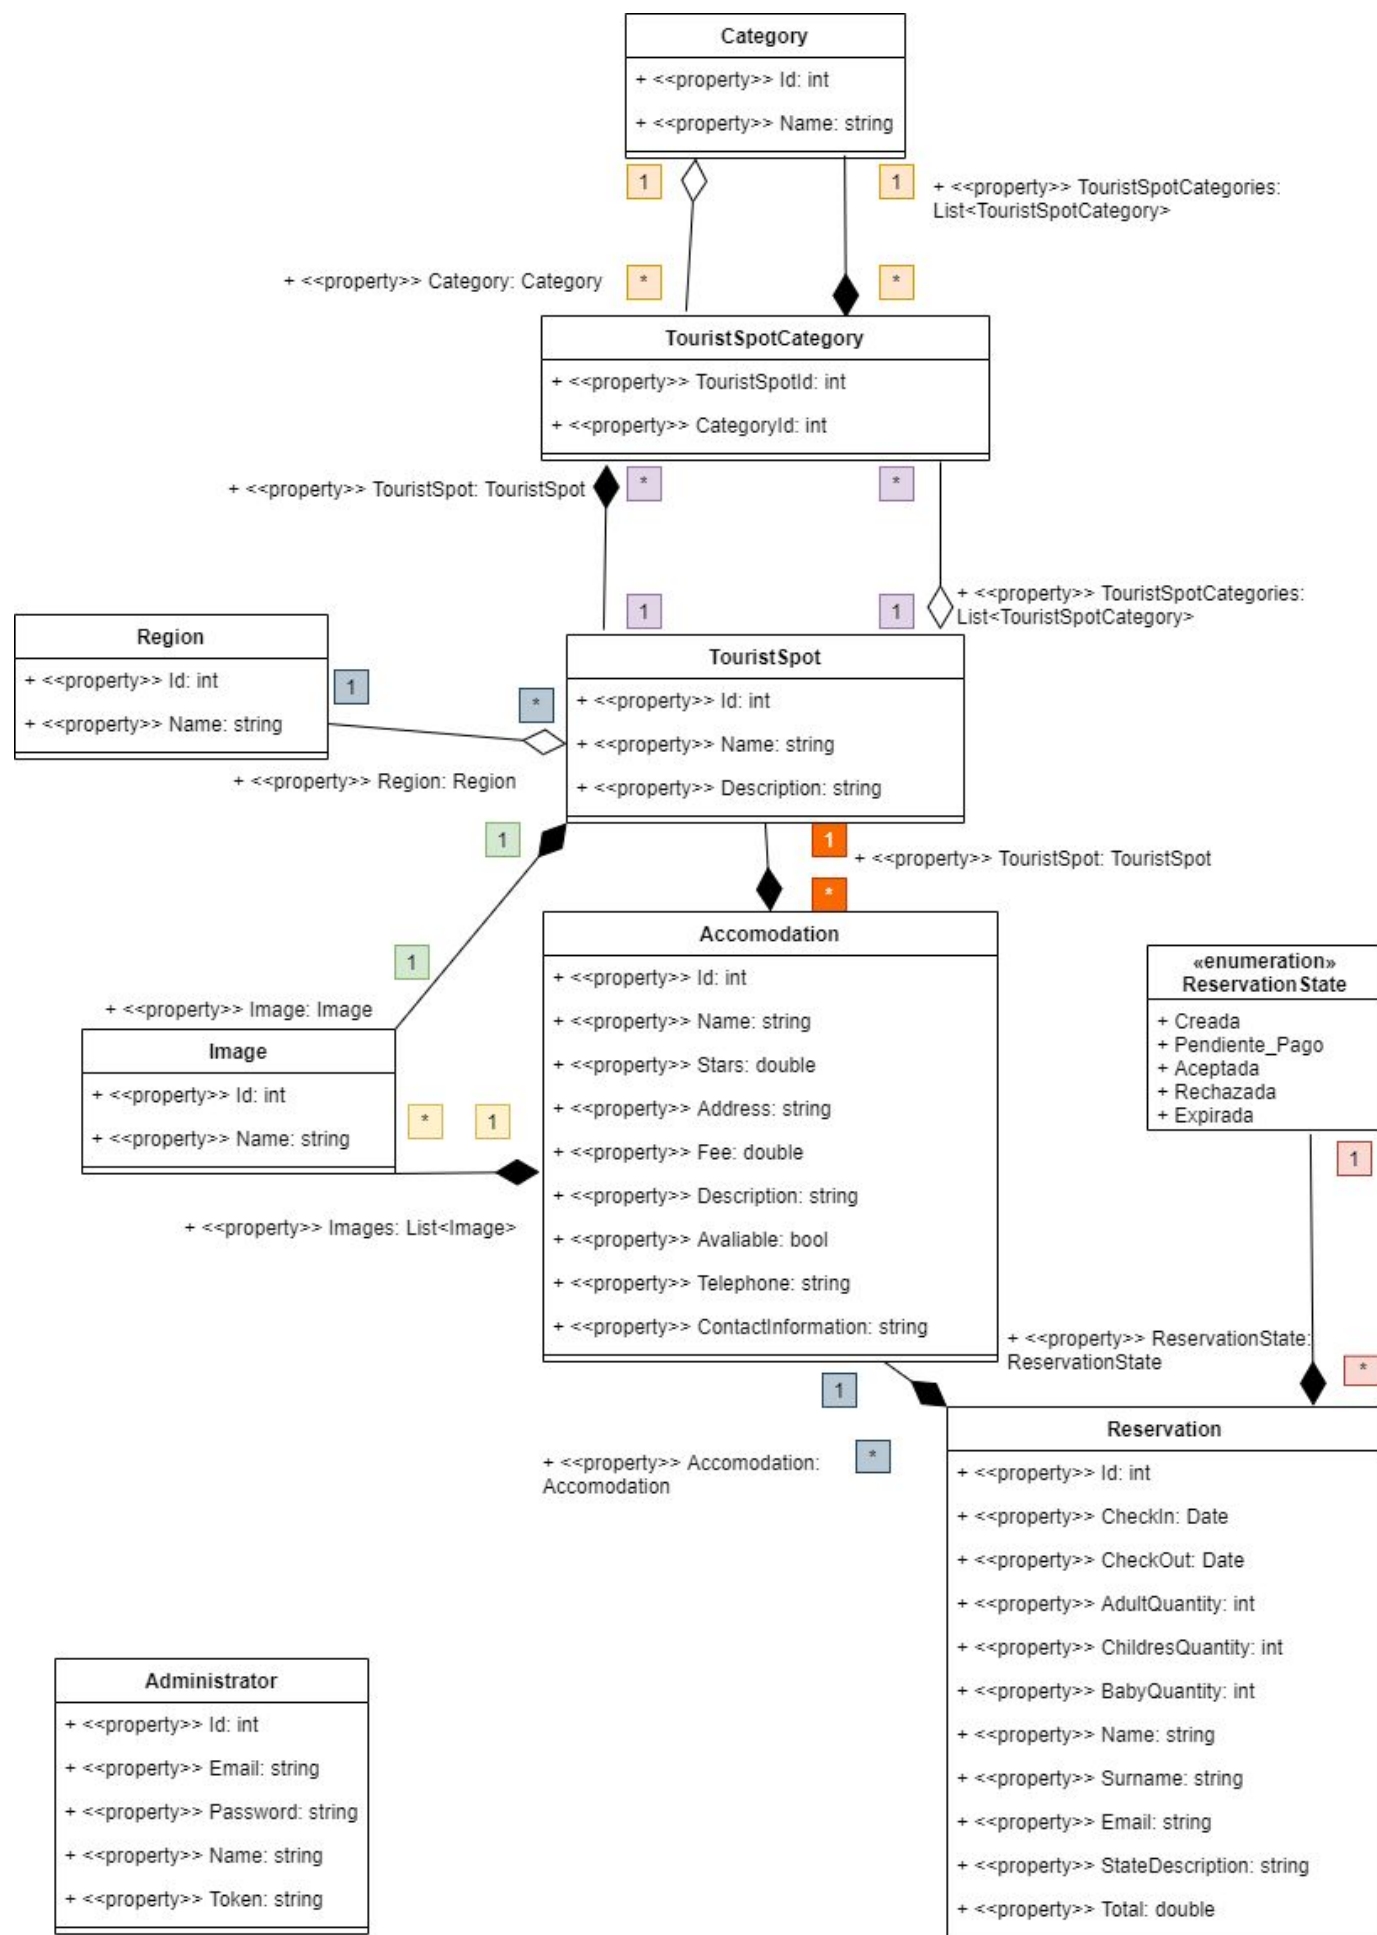 Category
+ <<property>> Id: int
+ <<property>> Name: string
1
1
+ <<property>> TouristSpotCategories:
List<TouristSpotCategory>
+ <<property>> Category: Category
*
*
TouristSpotCategory
+ <<property>> TouristSpotId: int
+ <<property>> CategoryId: int
+ <<property>> TouristSpot: TouristSpot
*
*
1
1
+ <<property>> TouristSpotCategories:
List<TouristSpotCategory>
Region
+ <<property>> Id: int
+ <<property>> Name: string
1
*
+ <<property>> Region: Region
TouristSpot
+ <<property>> Id: int
+ <<property>> Name: string
+ <<property>> Description: string
1
1
+ <<property>> TouristSpot: TouristSpot
*
1
+ <<property>> Image: Image
Image
+ <<property>> Id: int
+ <<property>> Name: string
*
1
+ <<property>> Images: List<Image>
Accomodation
+ <<property>> Id: int
+ <<property>> Name: string
+ <<property>> Stars: double
+ <<property>> Address: string
+ <<property>> Fee: double
+ <<property>> Description: string
+ <<property>> Avaliable: bool
+ <<property>> Telephone: string
+ <<property>> ContactInformation: string
«enumeration»
ReservationState
+ Creada
+ Pendiente_Pago
+ Aceptada
+ Rechazada
+ Expirada
1
+ <<property>> ReservationState:
ReservationState
*
1
*
+ <<property>> Accomodation:
Accomodation
Reservation
+ <<property>> Id: int
+ <<property>> CheckIn: Date
+ <<property>> CheckOut: Date
+ <<property>> AdultQuantity: int
+ <<property>> ChildresQuantity: int
+ <<property>> BabyQuantity: int
+ <<property>> Name: string
+ <<property>> Surname: string
+ <<property>> Email: string
+ <<property>> StateDescription: string
+ <<property>> Total: double
Administrator
+ <<property>> Id: int
+ <<property>> Email: string
+ <<property>> Password: string
+ <<property>> Name: string
+ <<property>> Token: string